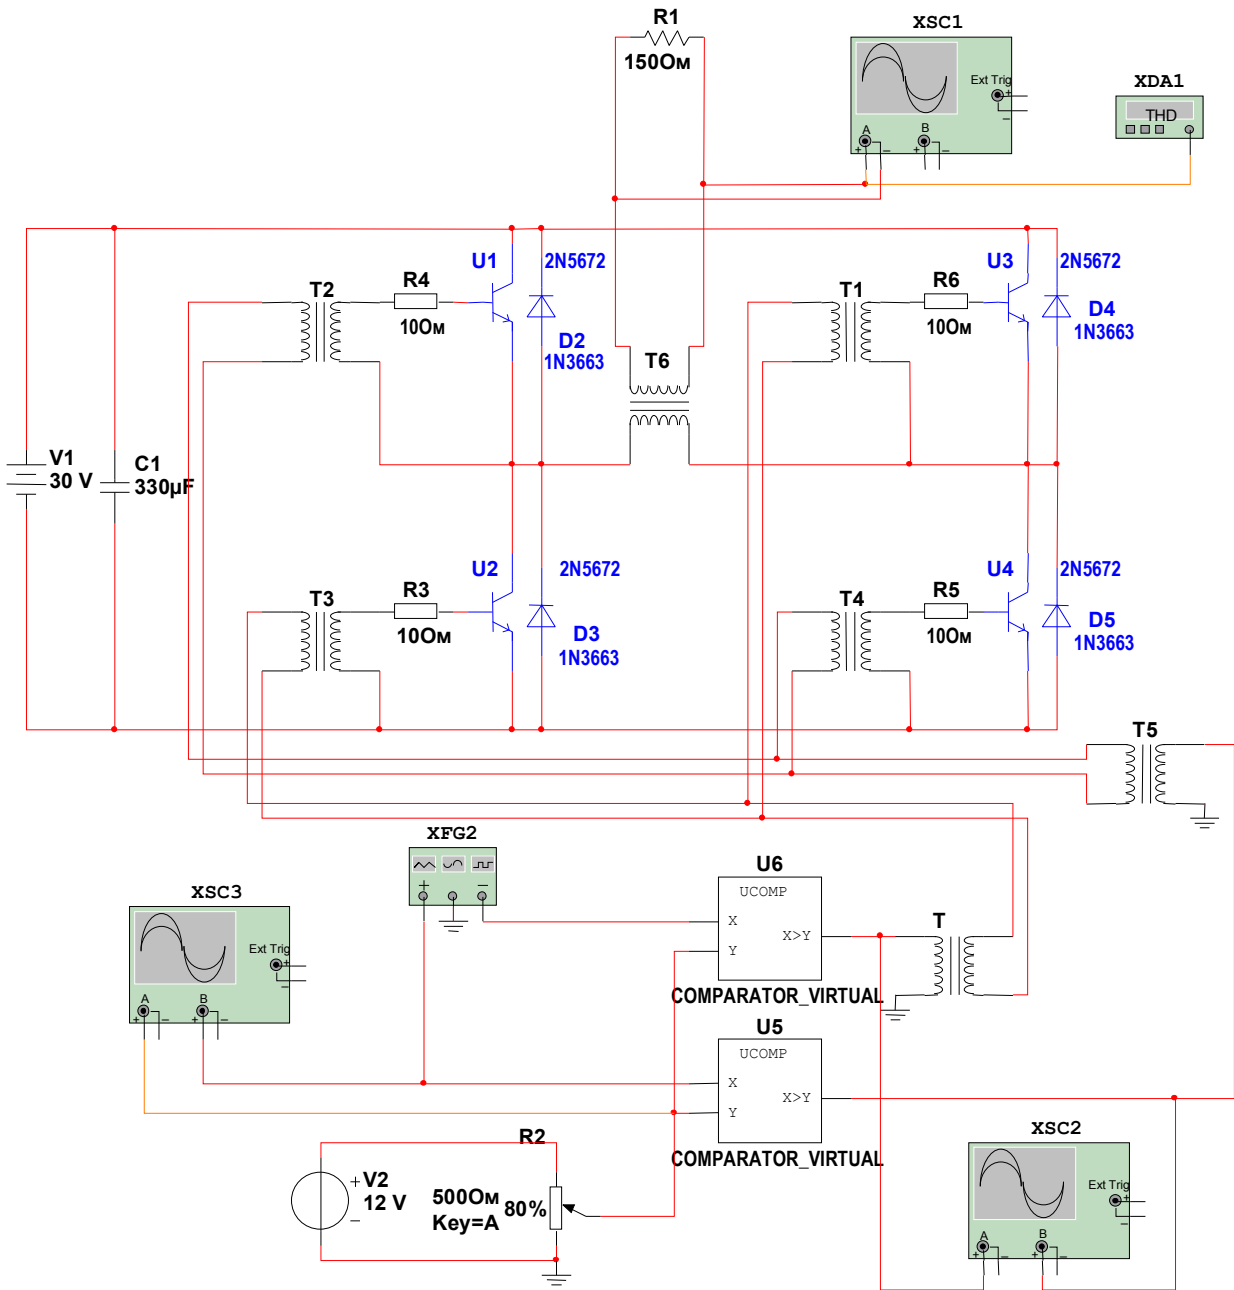 R1
150Ом
XSC1
Ext Trig
+
−
A
B
+ − + −
XDA1
THD
U1
2N5672
T2
R4
10Ом
D2
1N3663
U3
2N5672
T1
R6
10Ом
D4
1N3663
T6
V1
30 V
C1
330µF
U2
2N5672
T3
R3
10Ом
D3
1N3663
U4
2N5672
T4
R5
10Ом
D5
1N3663
T5
XFG2
+ −
XSC3
Ext Trig
+
−
A
B
+ − + −
U6
UCOMP
X
Y
X>Y
COMPARATOR_VIRTUAL
T
U5
UCOMP
X
Y
X>Y
COMPARATOR_VIRTUAL
R2
500Ом
Key=A
80%
+
V2
12 V
−
XSC2
Ext Trig
+
−
A
B
+ − + −